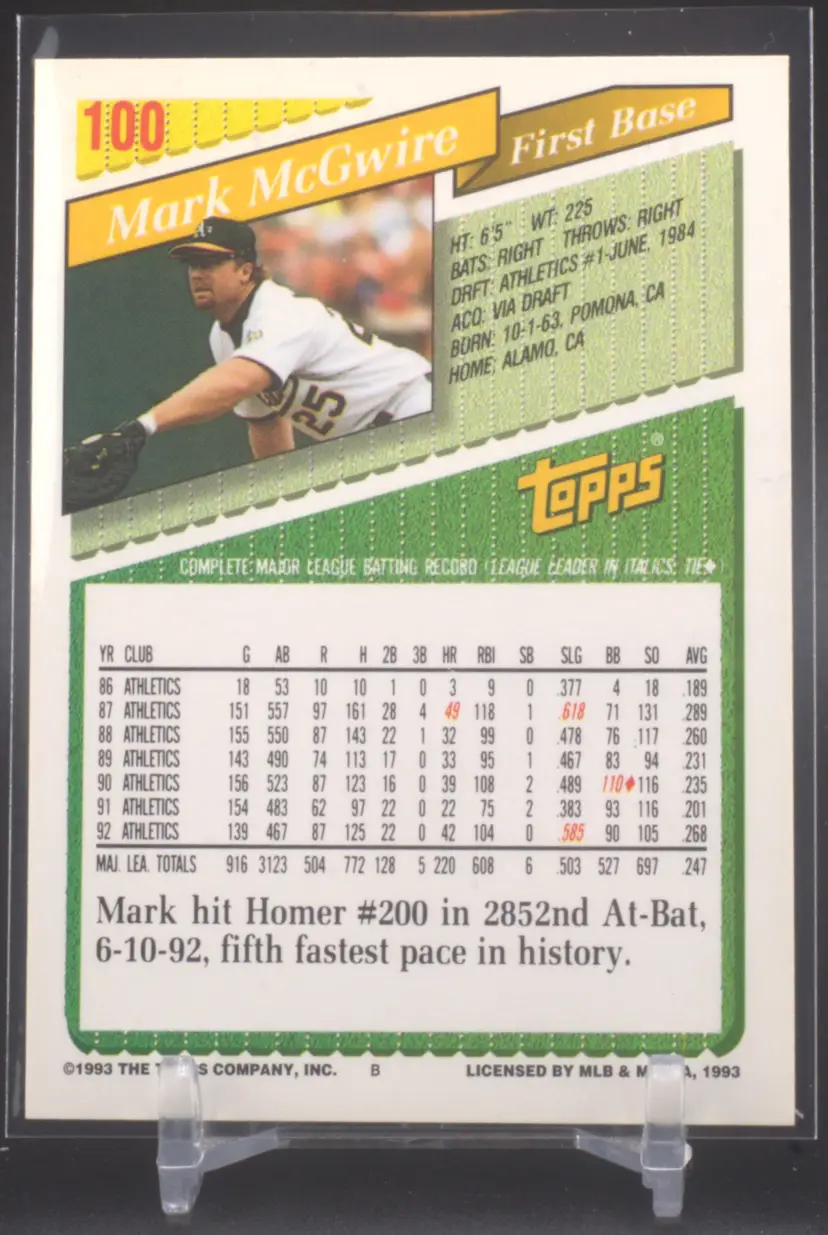 100
Mark McGwire
First Base
HT: 6'5" WT: 225
BATS: RIGHT THROWS: RIGHT
DRFT: ATHLETICS #1-JUNE, 1984
ACQ: VIA DRAFT
BORN: 10-1-63, POMONA, CA
HOME: ALAMO, CA
A's
25
Topps®
COMPLETE MAJOR LEAGUE BATTING RECORD (LEAGUE LEADER IN ITALICS, TIE♦)
YR CLUB G AB R H 2B 3B HR RBI SB SLG BB SO AVG
86 ATHLETICS 18 53 10 10 1 0 3 9 0 .377 4 18 .189
87 ATHLETICS 151 557 97 161 28 4 49 118 1 .618 71 131 .289
88 ATHLETICS 155 550 87 143 22 1 32 99 0 .478 76 117 .260
89 ATHLETICS 143 490 74 113 17 0 33 95 1 .467 83 94 .231
90 ATHLETICS 156 523 87 123 16 0 39 108 2 .489 110♦ 116 .235
91 ATHLETICS 154 483 62 97 22 0 22 75 2 .383 93 116 .201
92 ATHLETICS 139 467 87 125 22 0 42 104 0 .585 90 105 .268
MAJ. LEA. TOTALS 916 3123 504 772 128 5 220 608 6 .503 527 697 .247
Mark hit Homer #200 in 2852nd At-Bat,
6-10-92, fifth fastest pace in history.
©1993 THE T S COMPANY, INC. B LICENSED BY MLB & M A, 1993